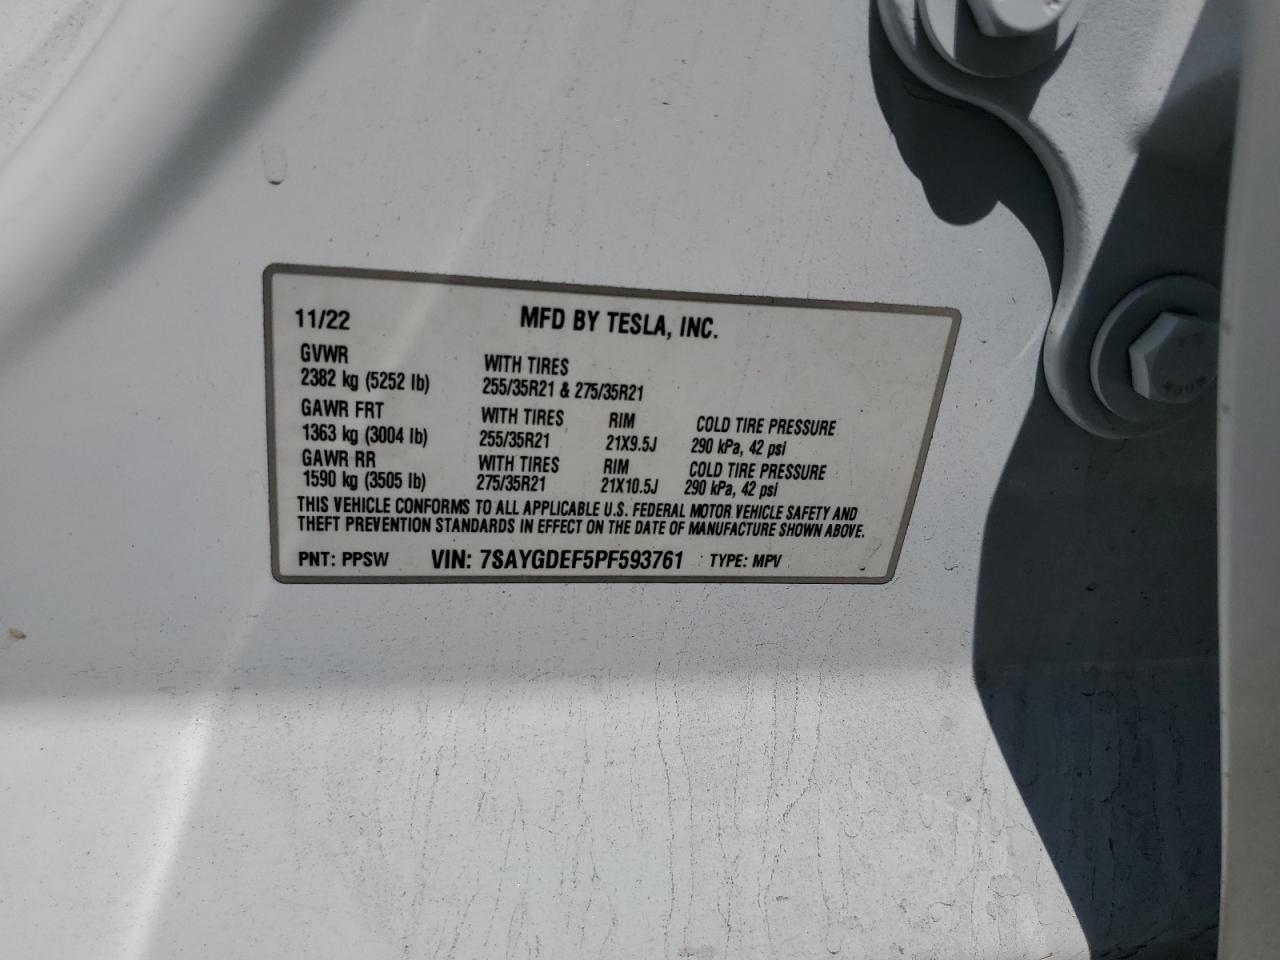 11/22 MFD BY TESLA, INC.
GVWR WITH TIRES
2382 kg (5252 lb) 255/35R21 & 275/35R21
GAWR FRT WITH TIRES RIM COLD TIRE PRESSURE
1363 kg (3004 lb) 255/35R21 21X9.5J 290 kPa, 42 psi
GAWR RR WITH TIRES RIM COLD TIRE PRESSURE
1590 kg (3505 lb) 275/35R21 21X10.5J 290 kPa, 42 psi
THIS VEHICLE CONFORMS TO ALL APPLICABLE U.S. FEDERAL MOTOR VEHICLE SAFETY AND
THEFT PREVENTION STANDARDS IN EFFECT ON THE DATE OF MANUFACTURE SHOWN ABOVE.
PNT: PPSW VIN: 7SAYGDEF5PF593761 TYPE: MPV